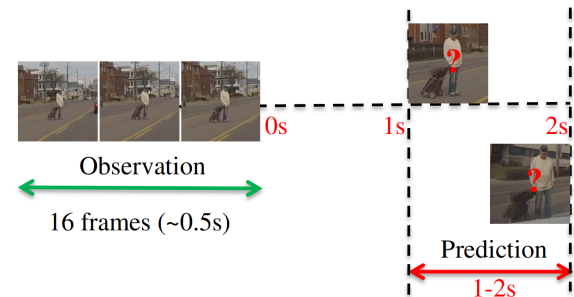 ?
0s
1s
2s
Observation
?
16 frames (~0.5s)
Prediction
1-2s